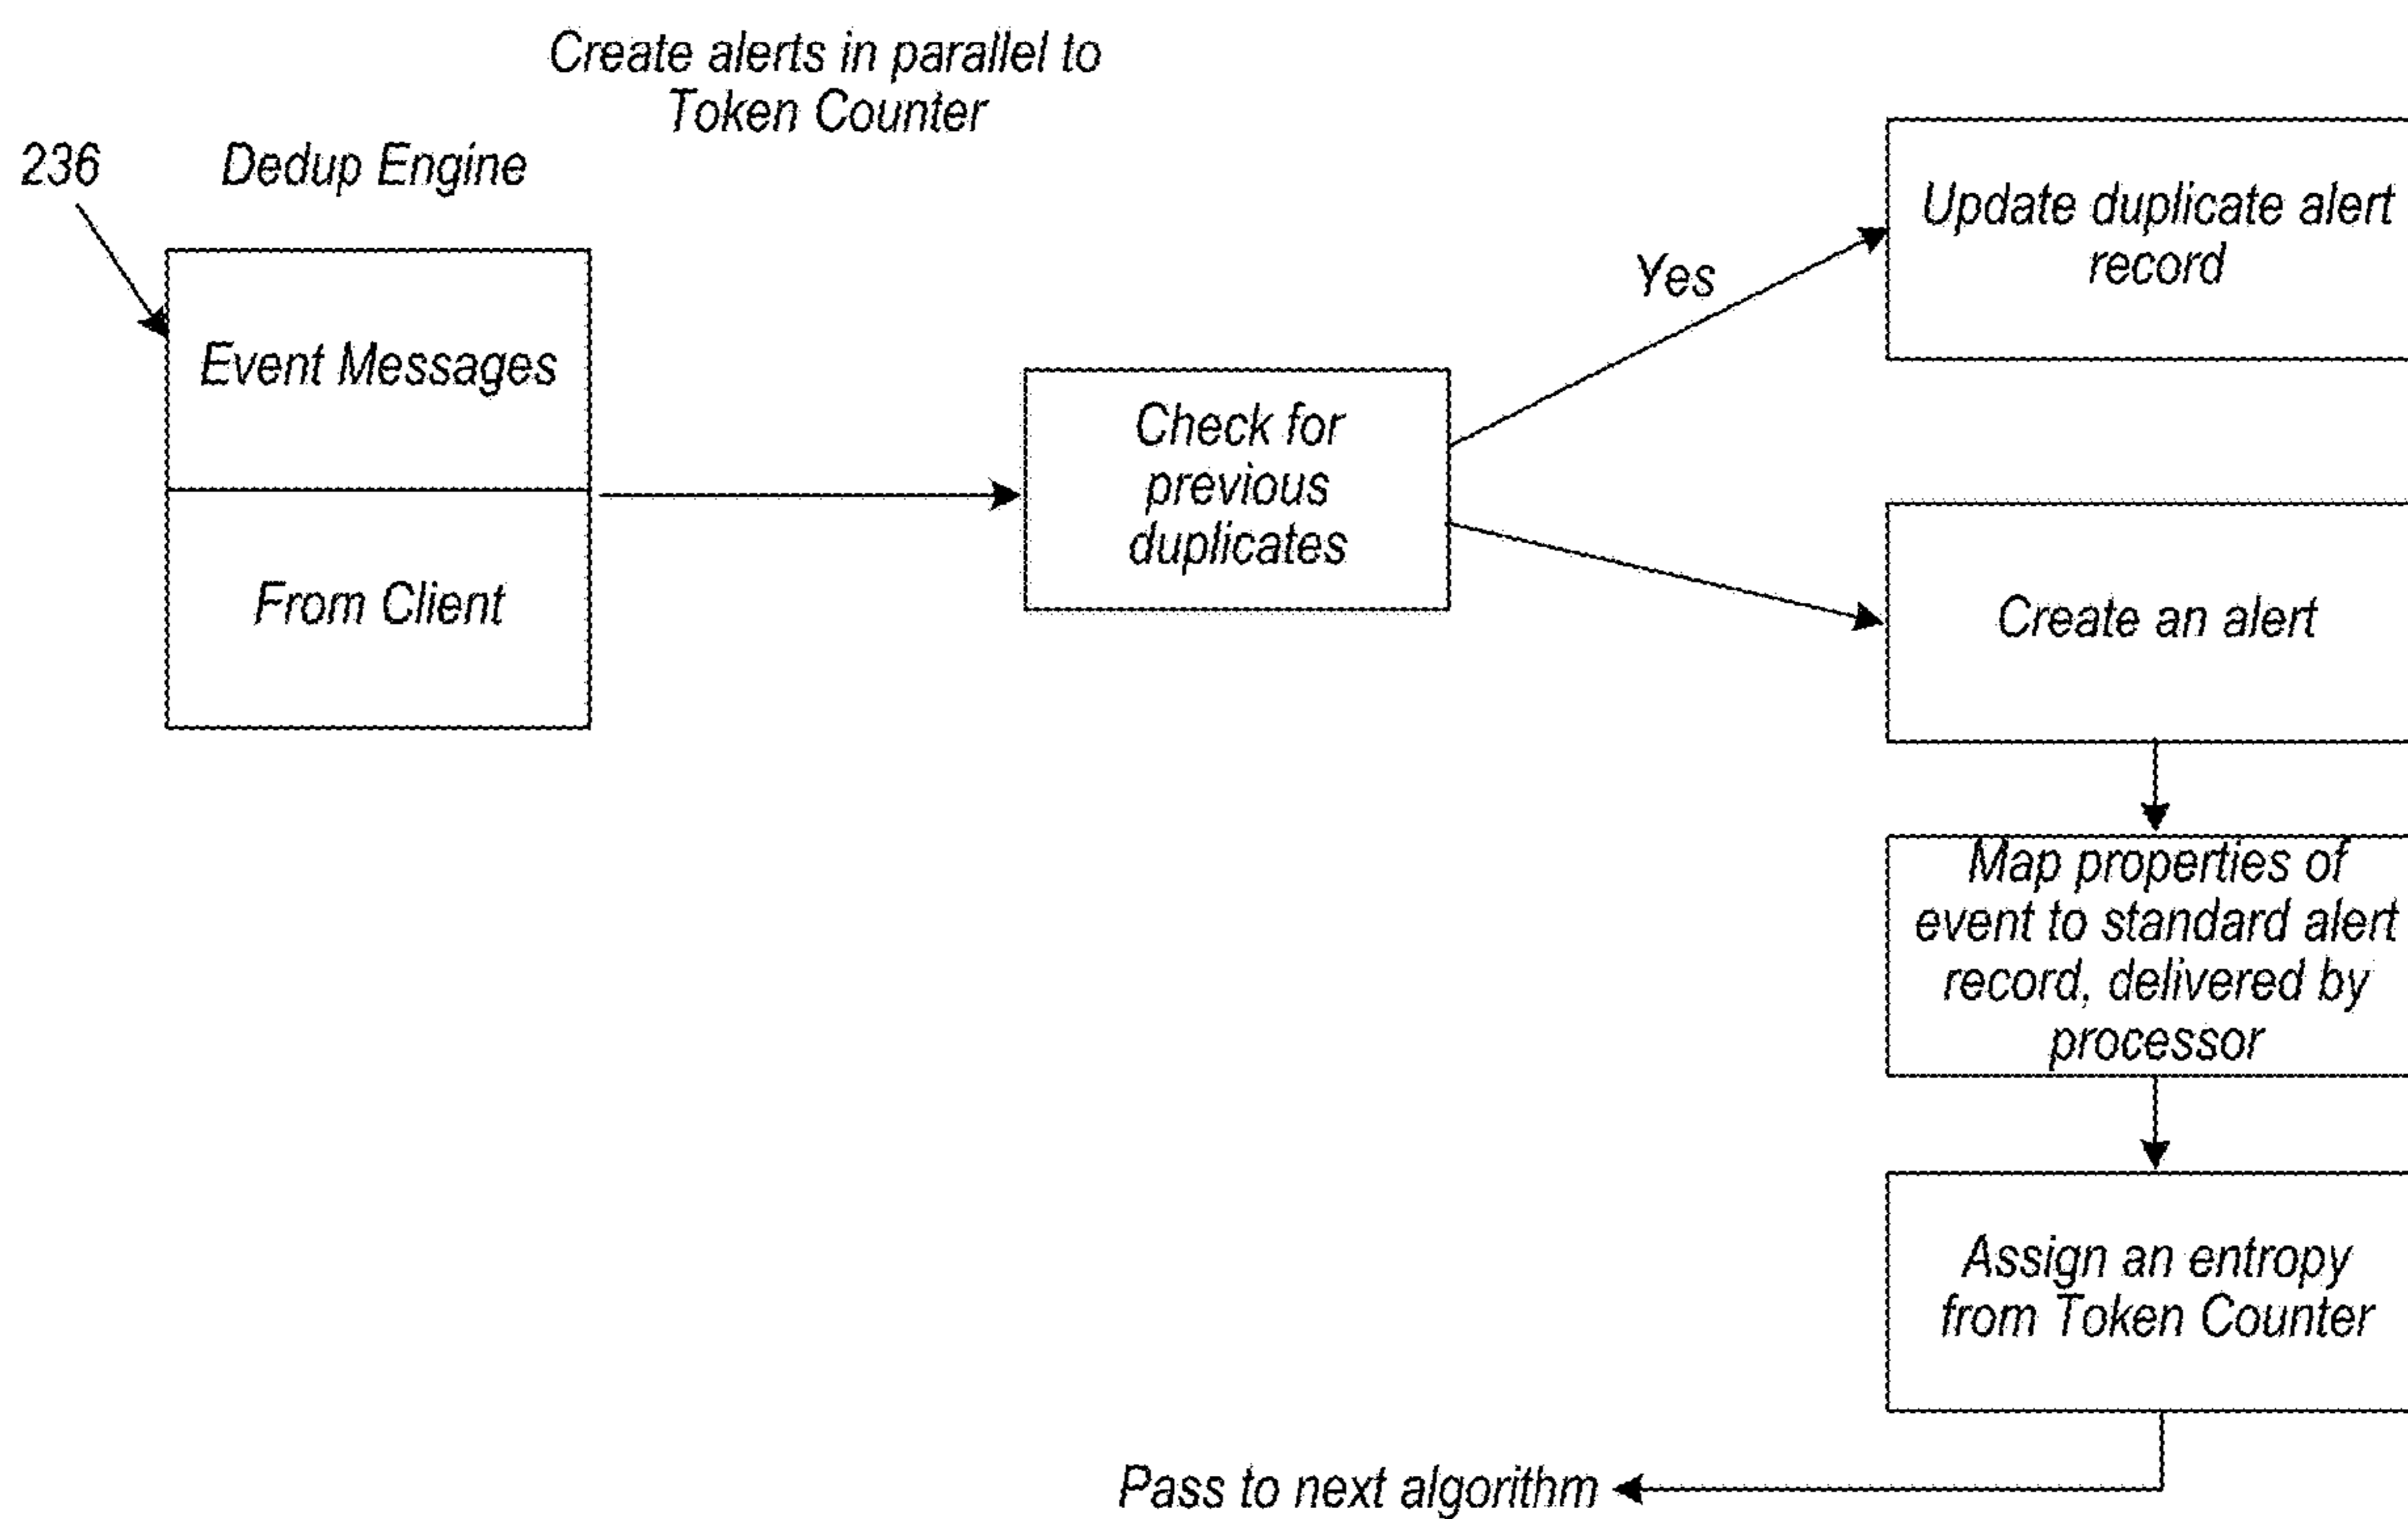 Create alerts in parallel to
Token Counter
236
Dedup Engine
Event Messages
From Client
Check for
previous
duplicates
Yes
Update duplicate alert
record
Create an alert
Map properties of
event to standard alert
record, delivered by
processor
Assign an entropy
from Token Counter
Pass to next algorithm